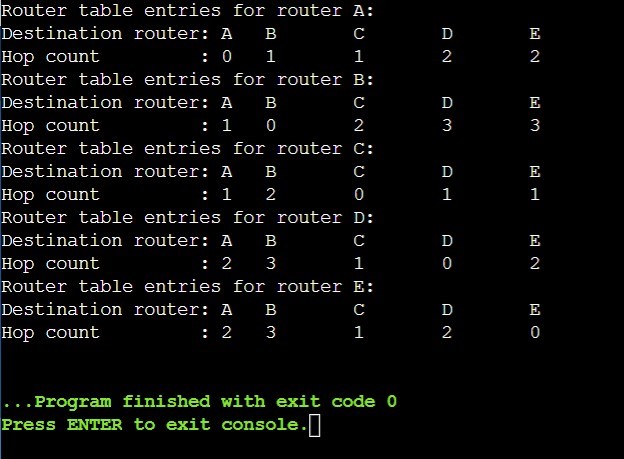 Router table entries for router A:
Destination router: A B C D E
Hop count : 0 1 1 2 2
Router table entries for router B:
Destination router: A B C D E
Hop count : 1 0 2 3 3
Router table entries for router C:
Destination router: A B C D E
Hop count : 1 2 0 1 1
Router table entries for router D:
Destination router: A B C D E
Hop count : 2 3 1 0 2
Router table entries for router E:
Destination router: A B C D E
Hop count : 2 3 1 2 0
...Program finished with exit code 0
Press ENTER to exit console.